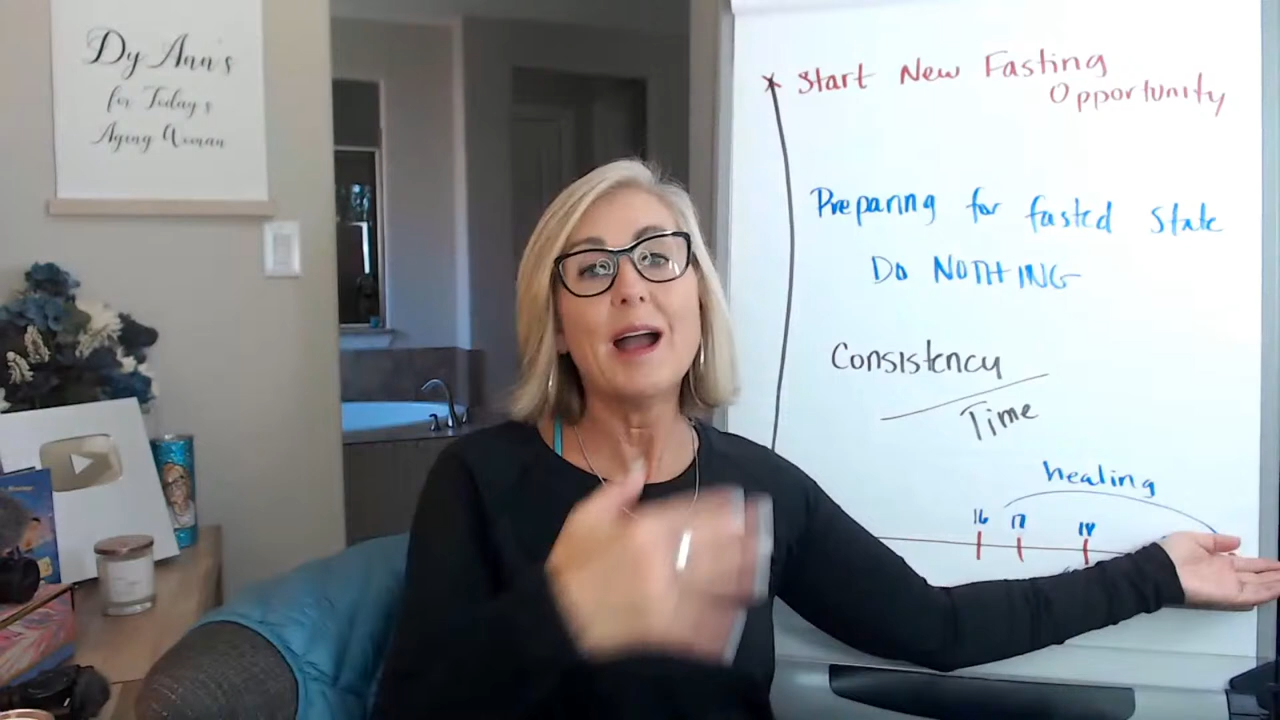 Dy Ann's
for Today's
Aging Woman
Start New Fasting
Opportunity
Preparing for fasted State
DO NOTHING
Consistency
Time
healing
16 17 18